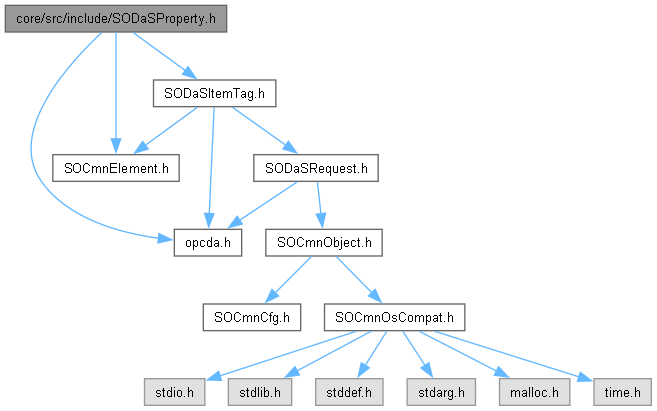 core/src/include/SODaSProperty.h
SODaSItemTag.h
SOCmnElement.h
SODaSRequest.h
opcda.h
SOCmnObject.h
SOCmnCfg.h
SOCmnOsCompat.h
stdio.h
stdlib.h
stddef.h
stdarg.h
malloc.h
time.h